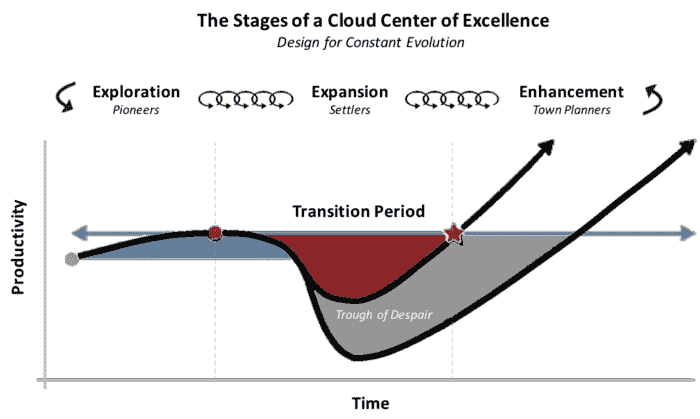 The Stages of a Cloud Center of Excellence
Design for Constant Evolution
Exploration
Pioneers
Expansion
Settlers
Enhancement
Town Planners
Transition Period
Trough of Despair
Productivity
Time